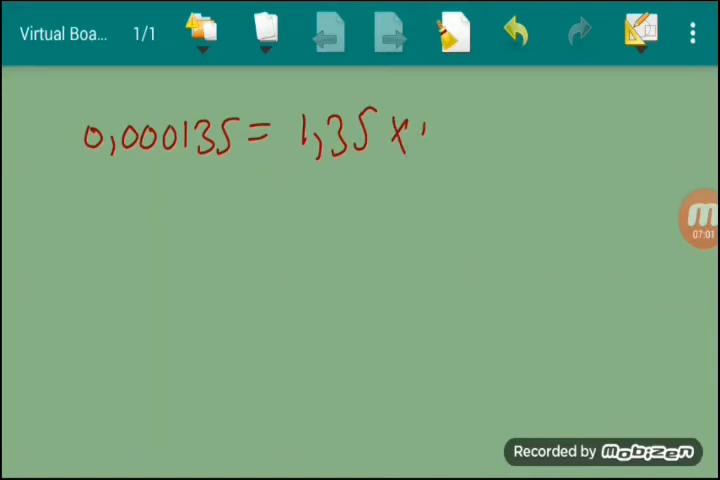 Virtual Boa... 1/1
0,000135 = 1,35 x
07:01
Recorded by mobizen